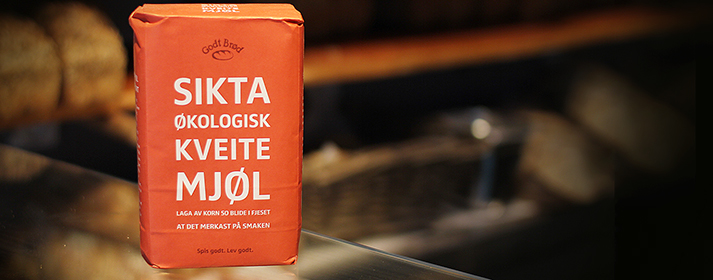 Godt Brød
SIKTA
ØKOLOGISK
KVEITE
MJØL
LAGA AV KORN SO BLIDE I FJESET
AT DET MERKAST PÅ SMAKEN
Spis godt. Lev godt.